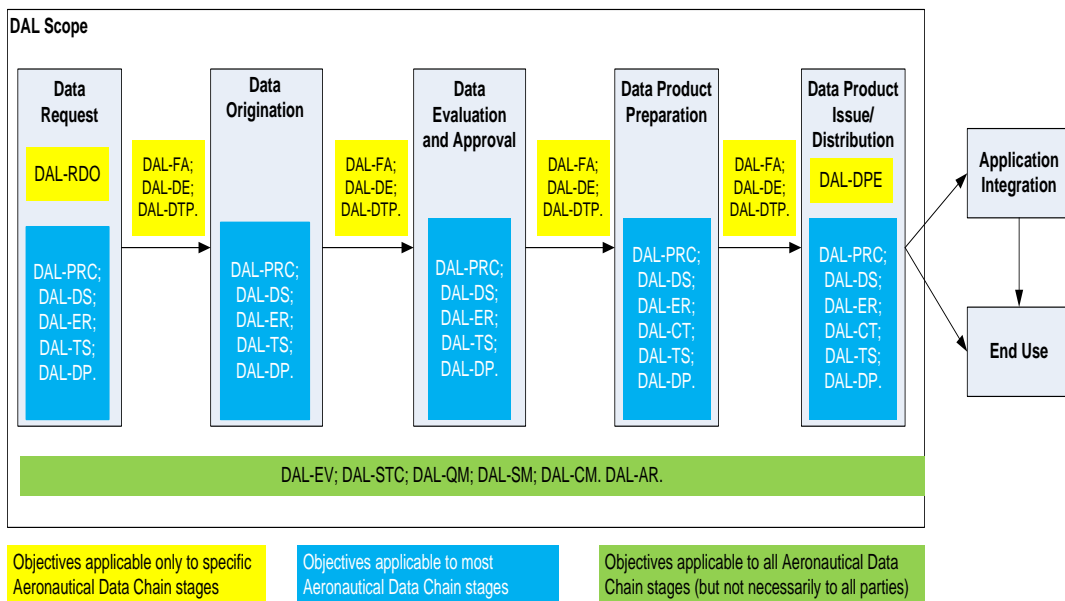 DAL Scope
Data
Request
DAL-RDO
DAL-PRC;
DAL-DS;
DAL-ER;
DAL-TS;
DAL-DP.
DAL-FA;
DAL-DE;
DAL-DTP.
Data
Origination
DAL-PRC;
DAL-DS;
DAL-ER;
DAL-TS;
DAL-DP.
DAL-FA;
DAL-DE;
DAL-DTP.
Data
Evaluation
and Approval
DAL-PRC;
DAL-DS;
DAL-ER;
DAL-TS;
DAL-DP.
DAL-FA;
DAL-DE;
DAL-DTP.
Data Product
Preparation
DAL-PRC;
DAL-DS;
DAL-ER;
DAL-CT;
DAL-TS;
DAL-DP.
DAL-FA;
DAL-DE;
DAL-DTP.
Data Product
Issue/
Distribution
DAL-DPE
DAL-PRC;
DAL-DS;
DAL-ER;
DAL-CT;
DAL-TS;
DAL-DP.
Application
Integration
End Use
DAL-EV; DAL-STC; DAL-QM; DAL-SM; DAL-CM. DAL-AR.
Objectives applicable only to specific
Aeronautical Data Chain stages
Objectives applicable to most
Aeronautical Data Chain stages
Objectives applicable to all Aeronautical Data
Chain stages (but not necessarily to all parties)